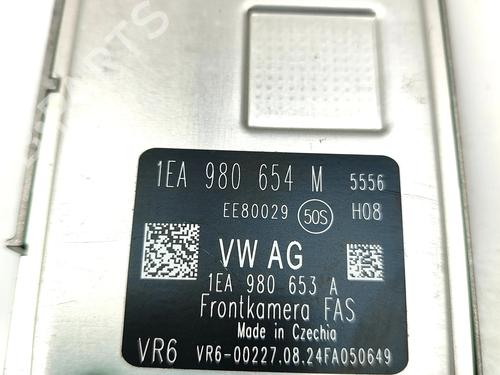 1EA 980 654 M 5556
EE80029 50S H08
VW AG
1EA 980 653 A
Frontkamera FAS
Made in Czechia
VR6 VR6-00227.08.24FA050649
PARTS